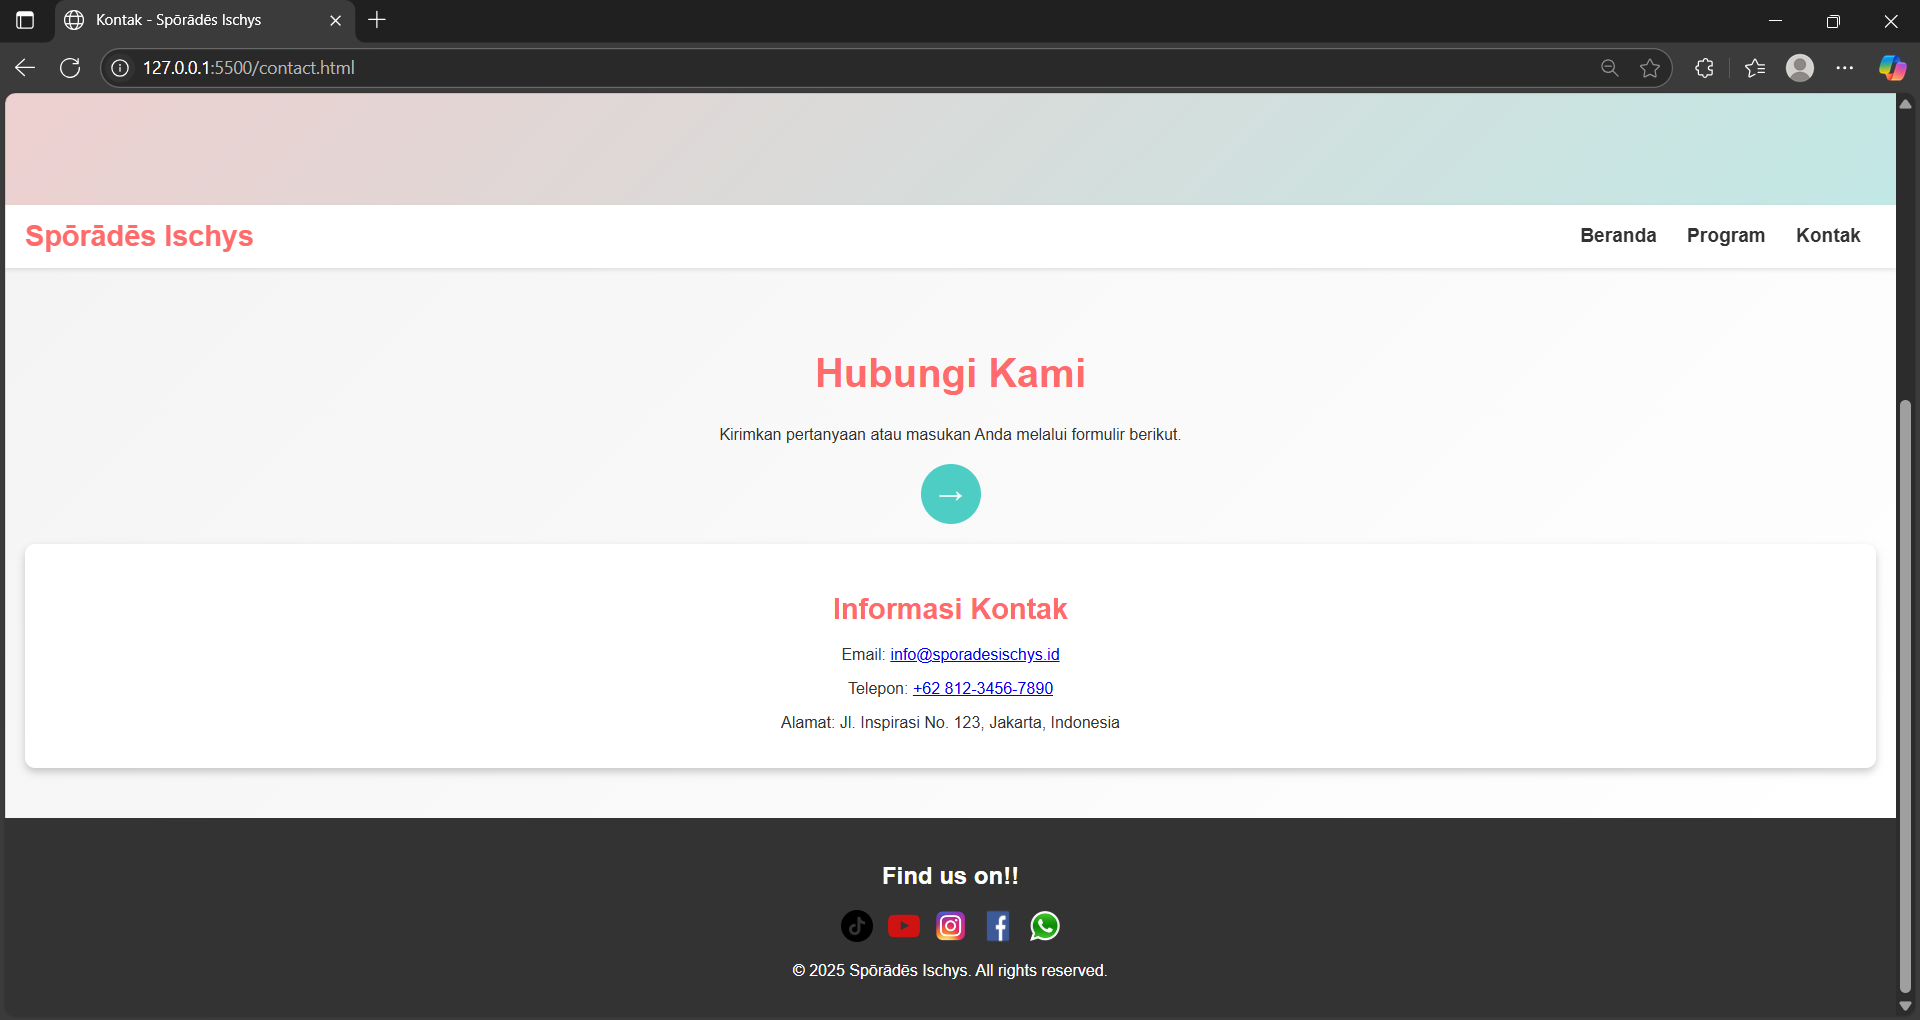 Kontak - Spōrādēs Ischys
127.0.0.1:5500/contact.html
Spōrādēs Ischys
Beranda Program Kontak
Hubungi Kami
Kirimkan pertanyaan atau masukan Anda melalui formulir berikut.
→
Informasi Kontak
Email: info@sporadesischys.id
Telepon: +62 812-3456-7890
Alamat: Jl. Inspirasi No. 123, Jakarta, Indonesia
Find us on!!
© 2025 Spōrādēs Ischys. All rights reserved.